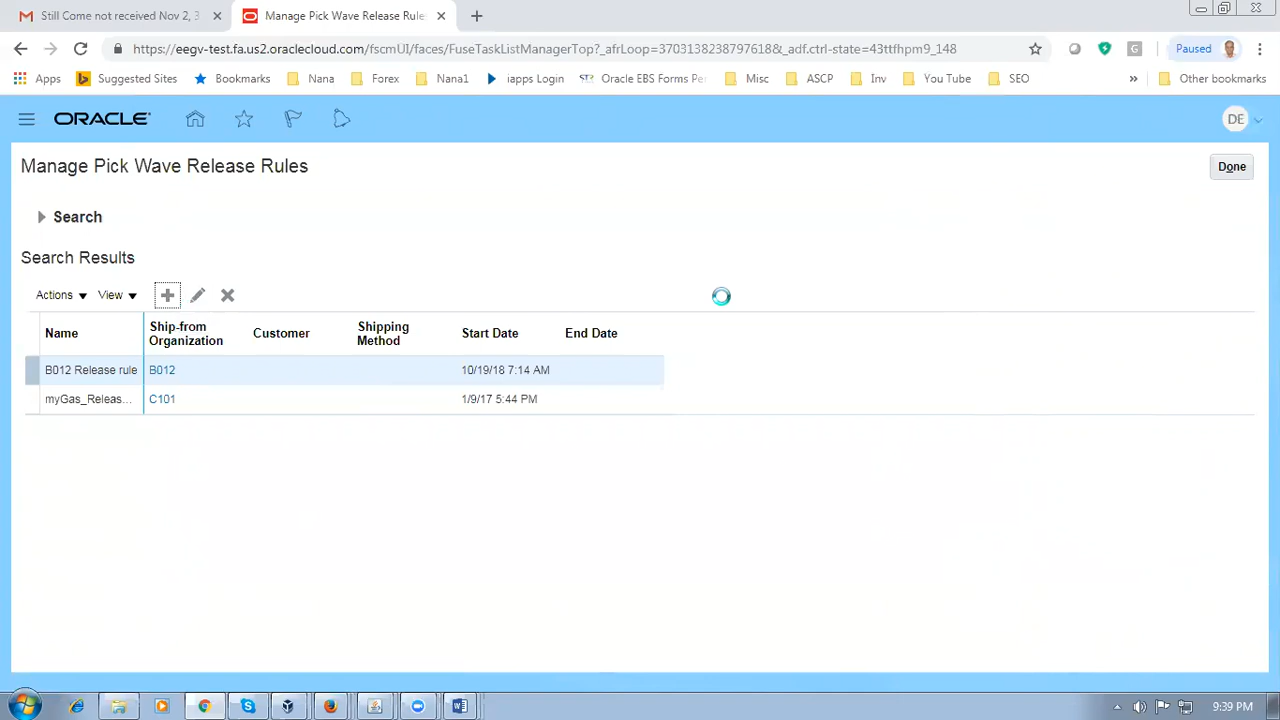 Still Come not received Nov 2, 3
Manage Pick Wave Release Rule
https://eegv-test.fa.us2.oraclecloud.com/fscmUI/faces/FuseTaskListManagerTop?_afrLoop=37031382387976188&_adf.ctrl-state=43ttfhpm9_148
Paused
Apps
Suggested Sites
Bookmarks
Nana
Forex
Nana1
iapps Login
Oracle EBS Forms Pe
Misc
ASCP
Inv
You Tube
SEO
»
Other bookmarks
ORACLE
DE
Manage Pick Wave Release Rules
Done
Search
Search Results
Actions View
Name Ship-from Organization Customer Shipping Method Start Date End Date
B012 Release rule B012 10/19/18 7:14 AM
myGas_Releas... C101 1/9/17 5:44 PM
9:39 PM